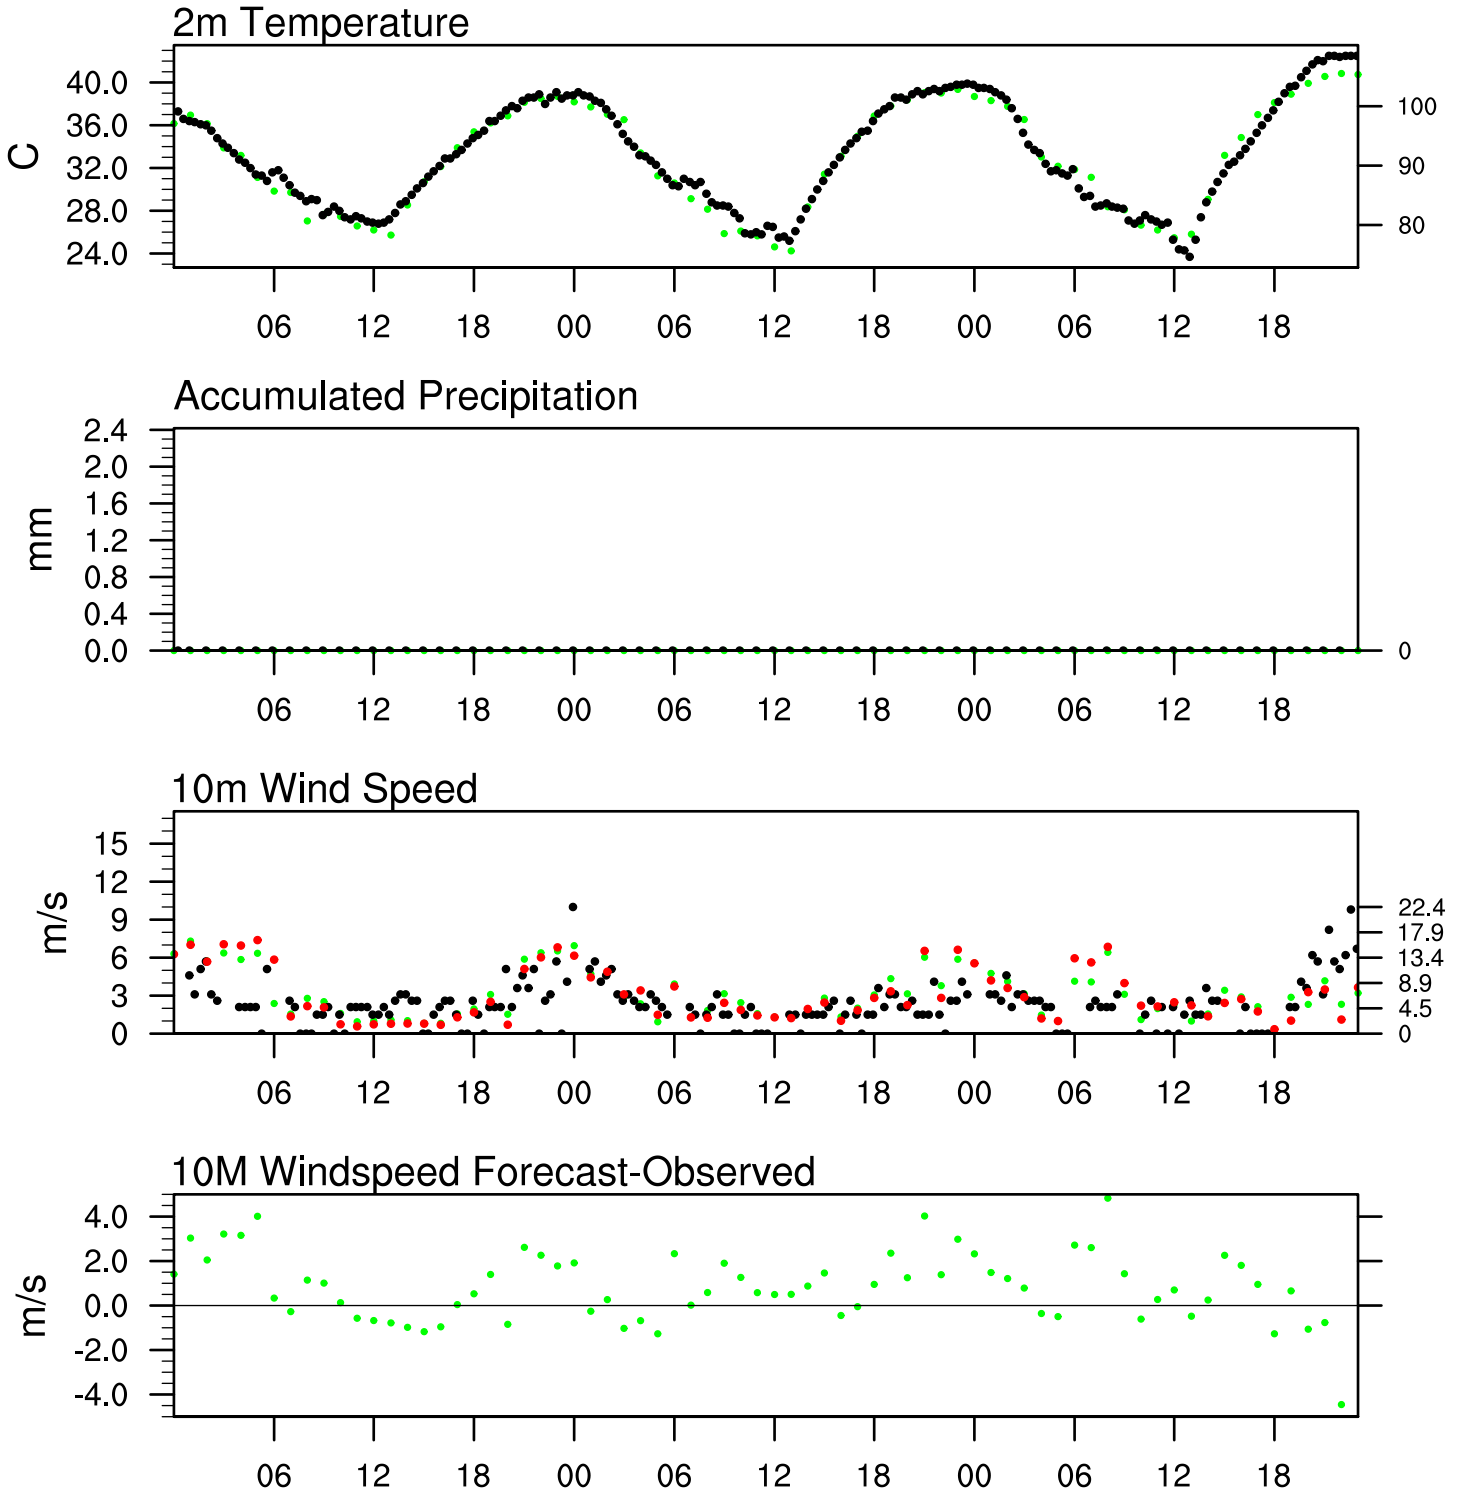 2m Temperature
40.0
36.0
32.0
28.0
24.0
C
100
90
80
06 12 18 00 06 12 18 00 06 12 18
Accumulated Precipitation
2.4
2.0
1.6
1.2
0.8
0.4
0.0
mm
0
06 12 18 00 06 12 18 00 06 12 18
10m Wind Speed
15
12
9
6
3
0
m/s
22.4
17.9
13.4
8.9
4.5
0
06 12 18 00 06 12 18 00 06 12 18
10M Windspeed Forecast-Observed
4.0
2.0
0.0
-2.0
-4.0
m/s
06 12 18 00 06 12 18 00 06 12 18